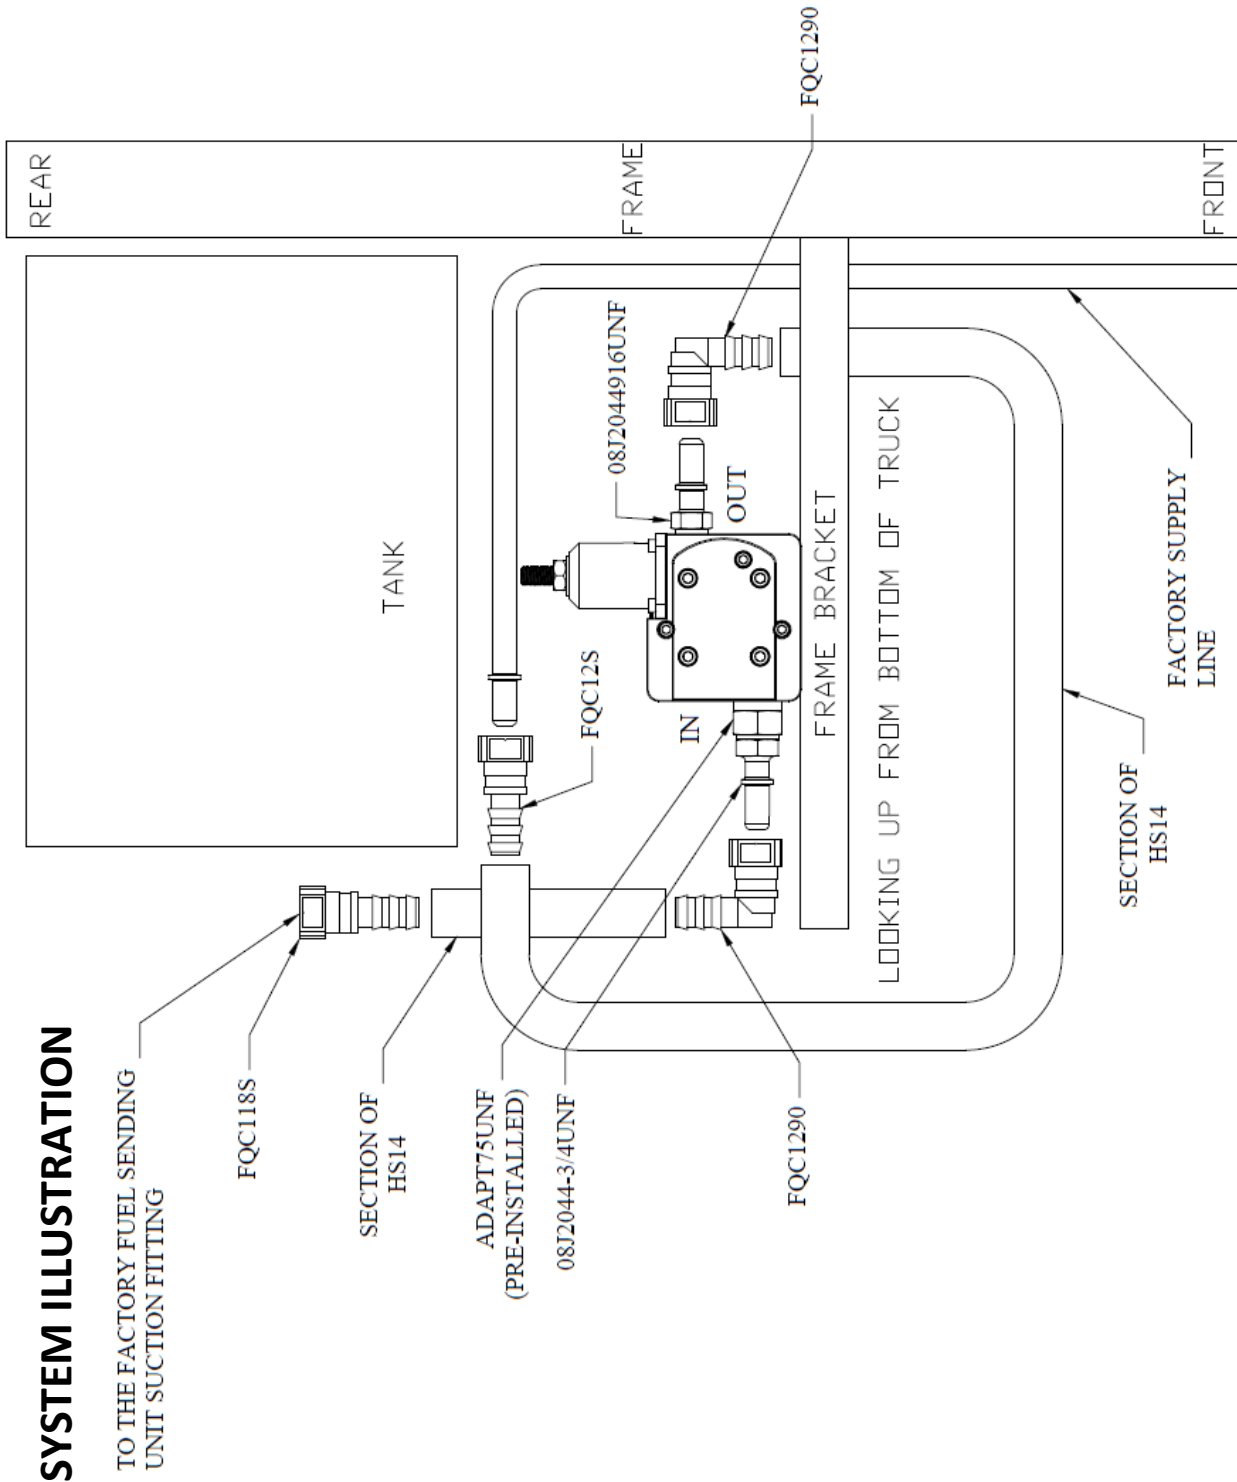 SYSTEM ILLUSTRATION
TO THE FACTORY FUEL SENDING
UNIT SUCTION FITTING
FQC118S
SECTION OF
HS14
ADAPT75UNF
(PRE-INSTALLED)
08J2044-3/4UNF
FQC1290
TANK
REAR
FQC12S
IN
OUT
08J2044916UNF
FRAME
FQC1290
FRAME BRACKET
LOOKING UP FROM BOTTOM OF TRUCK
SECTION OF
HS14
FACTORY SUPPLY
LINE
FRONT